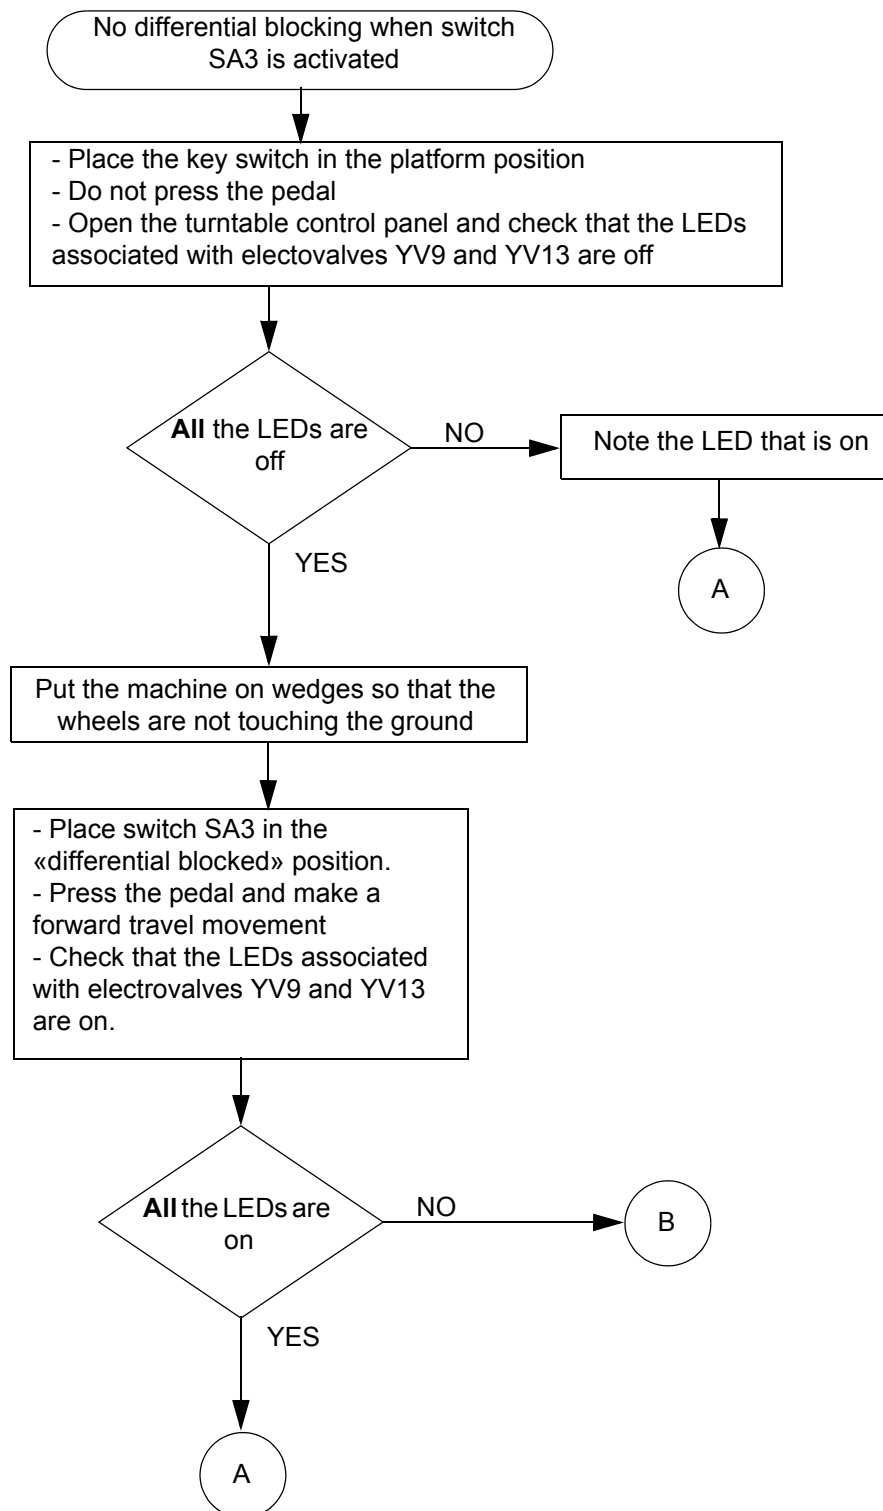 No differential blocking when switch
SA3 is activated
- Place the key switch in the platform position
- Do not press the pedal
- Open the turntable control panel and check that the LEDs
associated with electovalves YV9 and YV13 are off
All the LEDs are
off
NO
Note the LED that is on
A
YES
Put the machine on wedges so that the
wheels are not touching the ground
- Place switch SA3 in the
«differential blocked» position.
- Press the pedal and make a
forward travel movement
- Check that the LEDs associated
with electrovalves YV9 and YV13
are on.
All the LEDs are
on
NO
B
YES
A